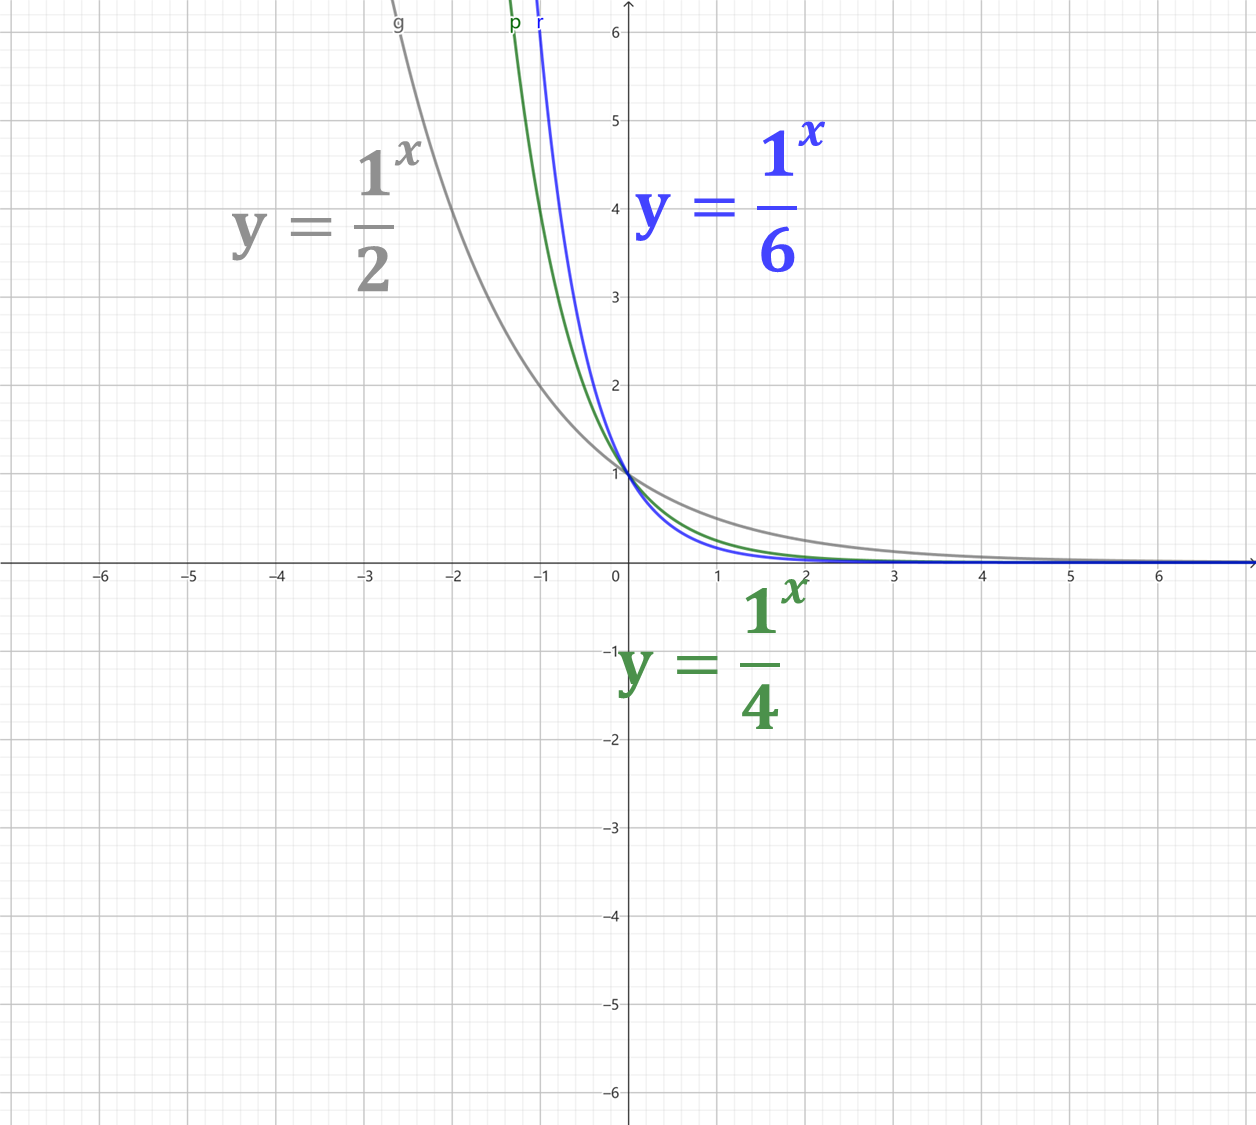 g p r
6
5
y = 1/2^x
y = 1/6^x
4
3
2
1
–6 –5 –4 –3 –2 –1 0 1 2 3 4 5 6
y = 1/4^x
–1
–2
–3
–4
–5
–6